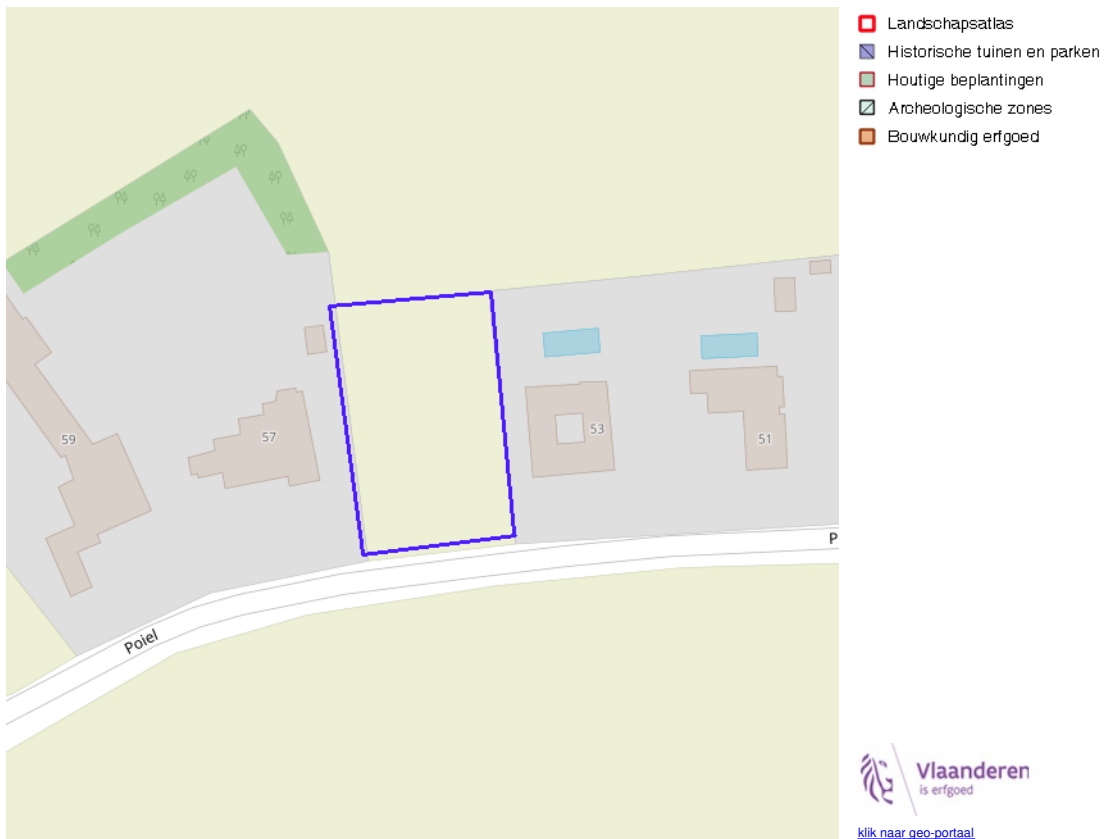 Landschapsatlas
Historische tuinen en parken
Houtige beplantingen
Archeologische zones
Bouwkundig erfgoed
59
57
53
51
P
Poiel
Vlaanderen
is erfgoed
klik naar geo-portaal